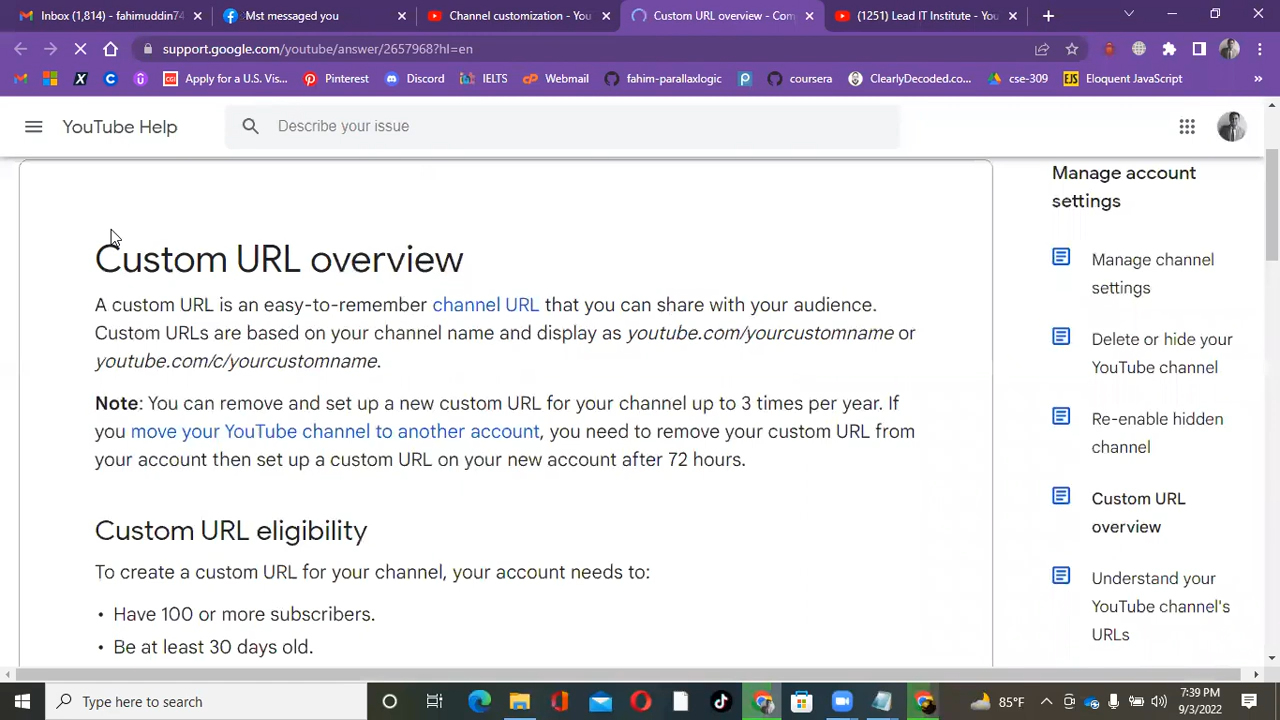 Inbox (1,814) - fahimuddin74
Mst messaged you
Channel customization - You
Custom URL overview - Com
(1251) Lead IT Institute - You
support.google.com/youtube/answer/2657968?hl=en
Apply for a U.S. Vis...
Pinterest
Discord
IELTS
Webmail
fahim-parallaxlogic
coursera
ClearlyDecoded.co...
cse-309
EJS
Eloquent JavaScript
YouTube Help
Describe your issue
Custom URL overview
A custom URL is an easy-to-remember channel URL that you can share with your audience.
Custom URLs are based on your channel name and display as youtube.com/yourcustomname or
youtube.com/c/yourcustomname.
Note: You can remove and set up a new custom URL for your channel up to 3 times per year. If
you move your YouTube channel to another account, you need to remove your custom URL from
your account then set up a custom URL on your new account after 72 hours.
Custom URL eligibility
To create a custom URL for your channel, your account needs to:
• Have 100 or more subscribers.
• Be at least 30 days old.
Manage account
settings
Manage channel
settings
Delete or hide your
YouTube channel
Re-enable hidden
channel
Custom URL
overview
Understand your
YouTube channel's
URLs
Type here to search
85°F
7:39 PM
9/3/2022